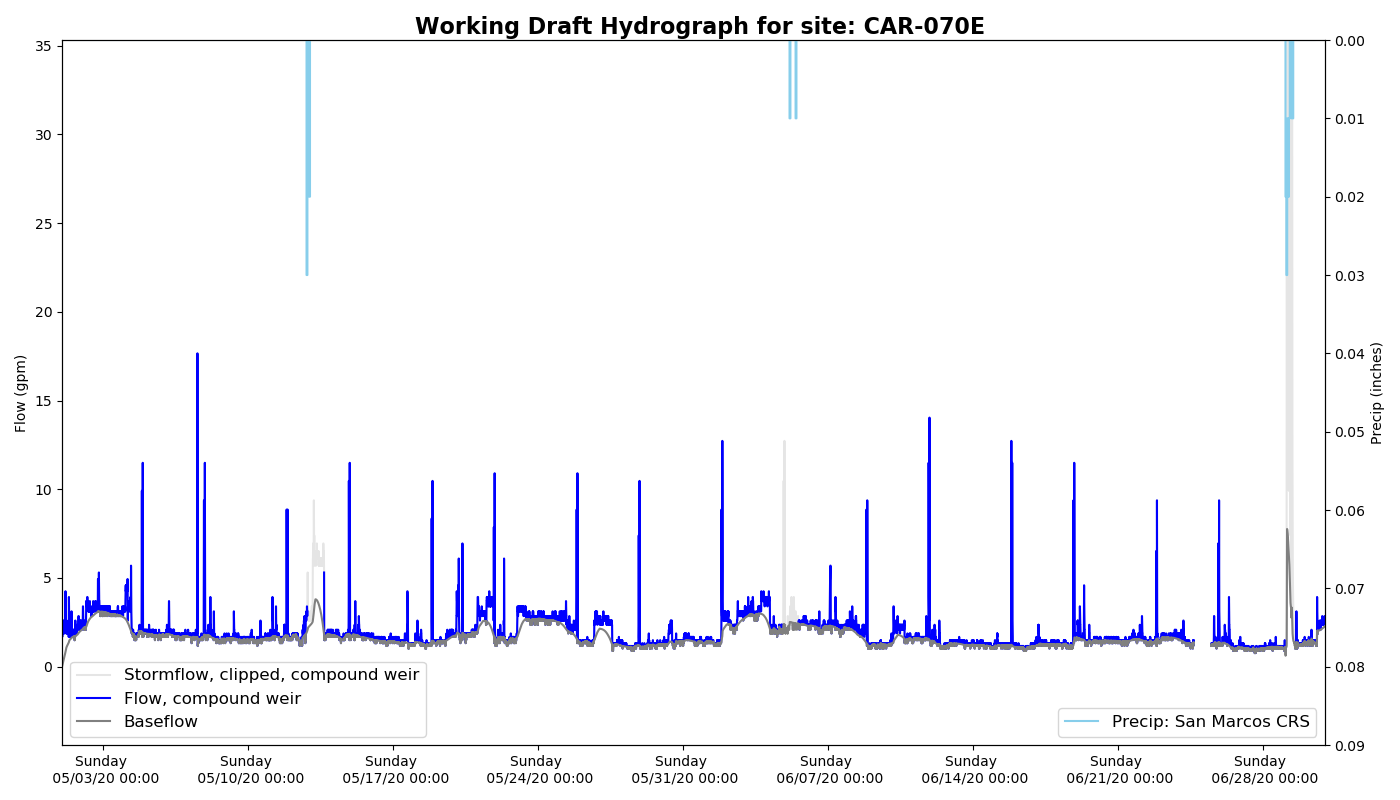 Working Draft Hydrograph for site: CAR-070E
35
30
25
20
15
10
5
0
Flow (gpm)
0.00
0.01
0.02
0.03
0.04
0.05
0.06
0.07
0.08
0.09
Precip (inches)
Stormflow, clipped, compound weir
Flow, compound weir
Baseflow
Precip: San Marcos CRS
Sunday
05/03/20 00:00
Sunday
05/10/20 00:00
Sunday
05/17/20 00:00
Sunday
05/24/20 00:00
Sunday
05/31/20 00:00
Sunday
06/07/20 00:00
Sunday
06/14/20 00:00
Sunday
06/21/20 00:00
Sunday
06/28/20 00:00